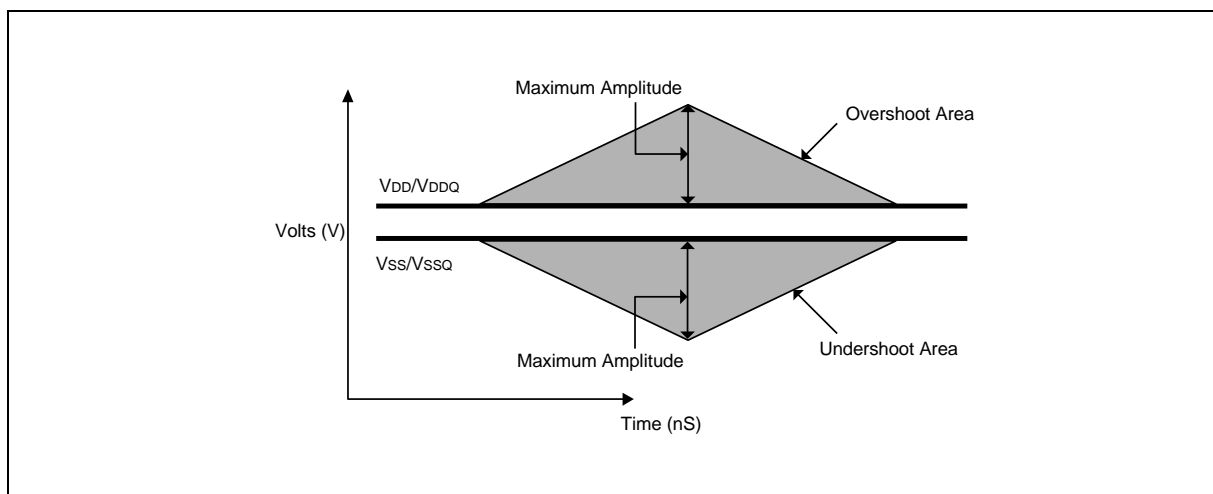 Maximum Amplitude
Overshoot Area
VDD/VDDQ
Volts (V)
VSS/VSSQ
Maximum Amplitude
Undershoot Area
Time (nS)